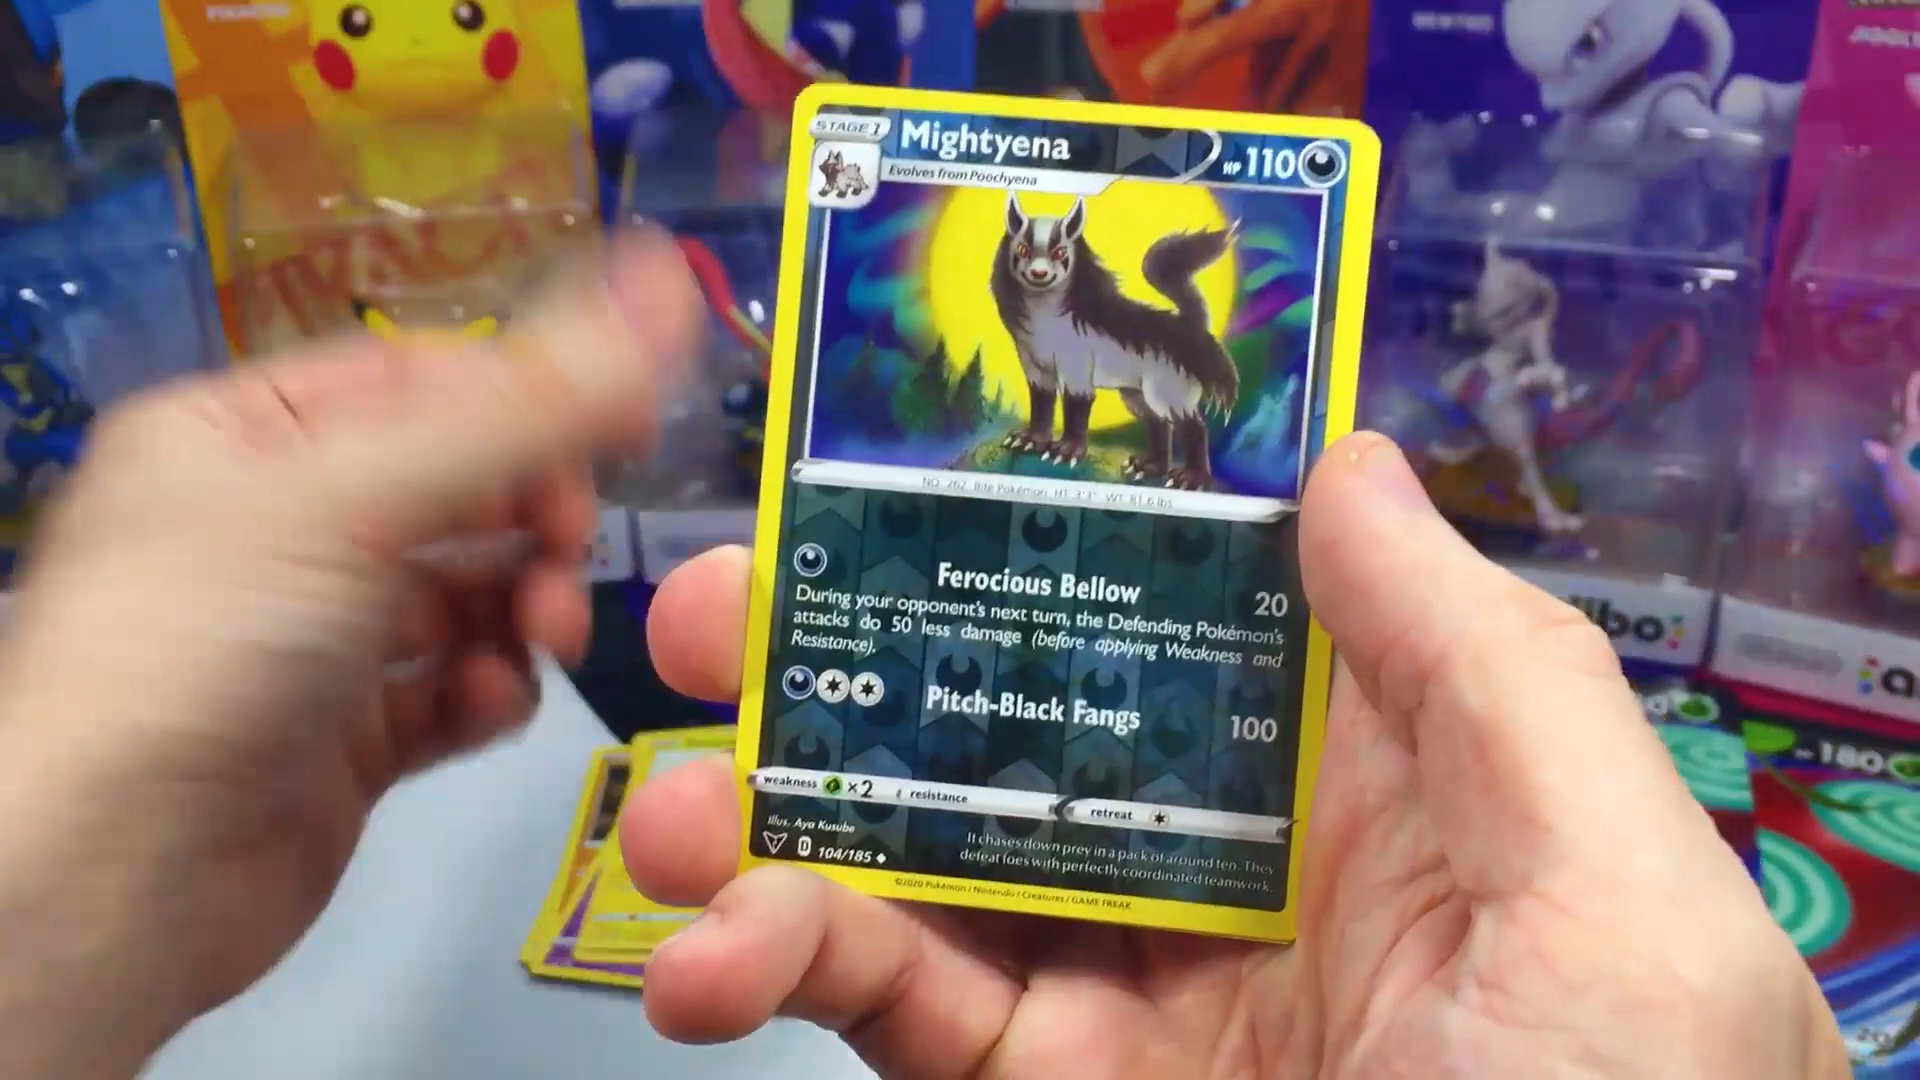 PIKACHU
MEWTWO
STAGE 1
Mightyena
HP 110
Evolves from Poochyena
NO. 262 Bite Pokémon HT: 3'3" WT: 81.6 lbs
Ferocious Bellow 20
During your opponent's next turn, the Defending Pokémon's
attacks do 50 less damage (before applying Weakness and
Resistance).
Pitch-Black Fangs 100
weakness ×2 resistance retreat
Illus. Aya Kusube
D 104/185
It chases down prey in a pack of around ten. They
defeat foes with perfectly coordinated teamwork.
©2020 Pokémon / Nintendo / Creatures / GAME FREAK
-180